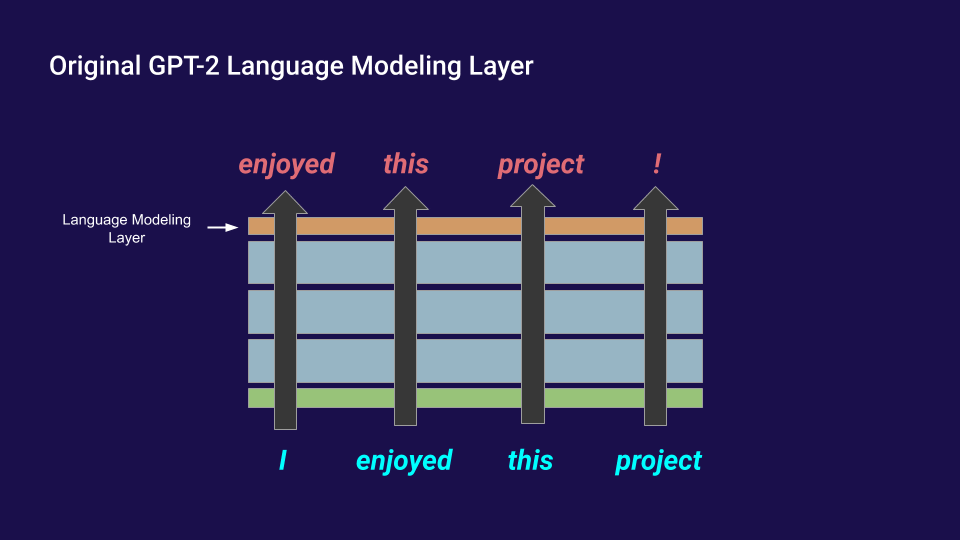 Original GPT-2 Language Modeling Layer
enjoyed this project !
Language Modeling
Layer
I enjoyed this project